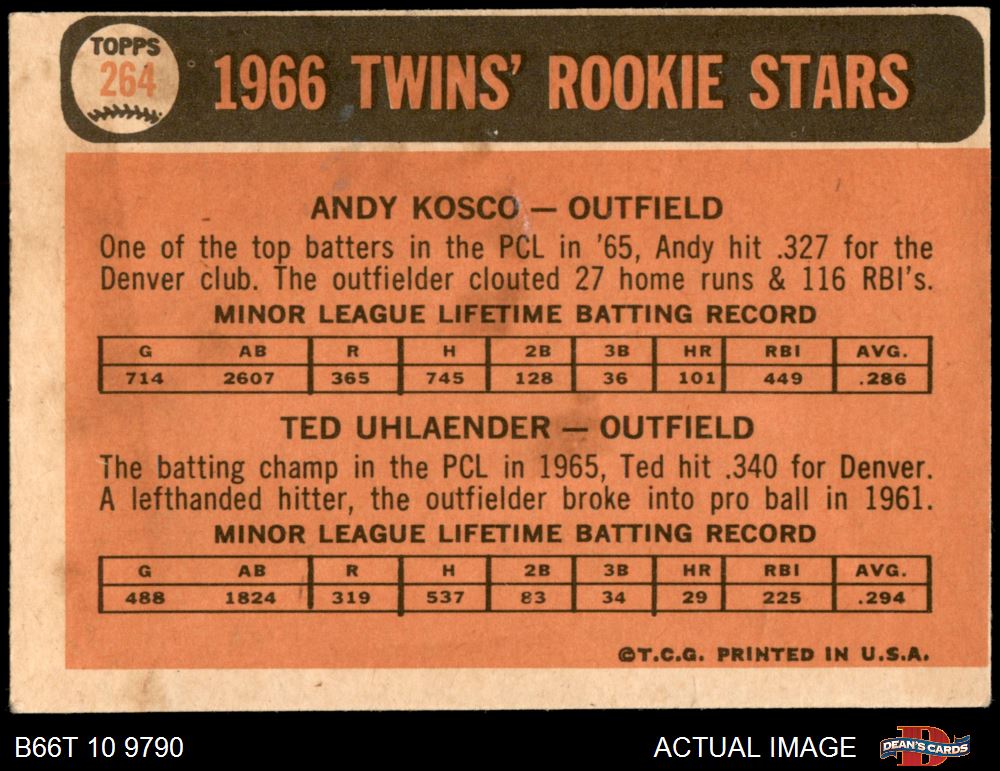 TOPPS
264
1966 TWINS' ROOKIE STARS
ANDY KOSCO — OUTFIELD
One of the top batters in the PCL in '65, Andy hit .327 for the
Denver club. The outfielder clouted 27 home runs & 116 RBI's.
MINOR LEAGUE LIFETIME BATTING RECORD
G AB R H 2B 3B HR RBI AVG.
714 2607 365 745 128 36 101 449 .286
TED UHLAENDER — OUTFIELD
The batting champ in the PCL in 1965, Ted hit .340 for Denver.
A lefthanded hitter, the outfielder broke into pro ball in 1961.
MINOR LEAGUE LIFETIME BATTING RECORD
G AB R H 2B 3B HR RBI AVG.
488 1824 319 537 83 34 29 225 .294
©T.C.G. PRINTED IN U.S.A.
B66T 10 9790
ACTUAL IMAGE
D
DEAN'S CARDS